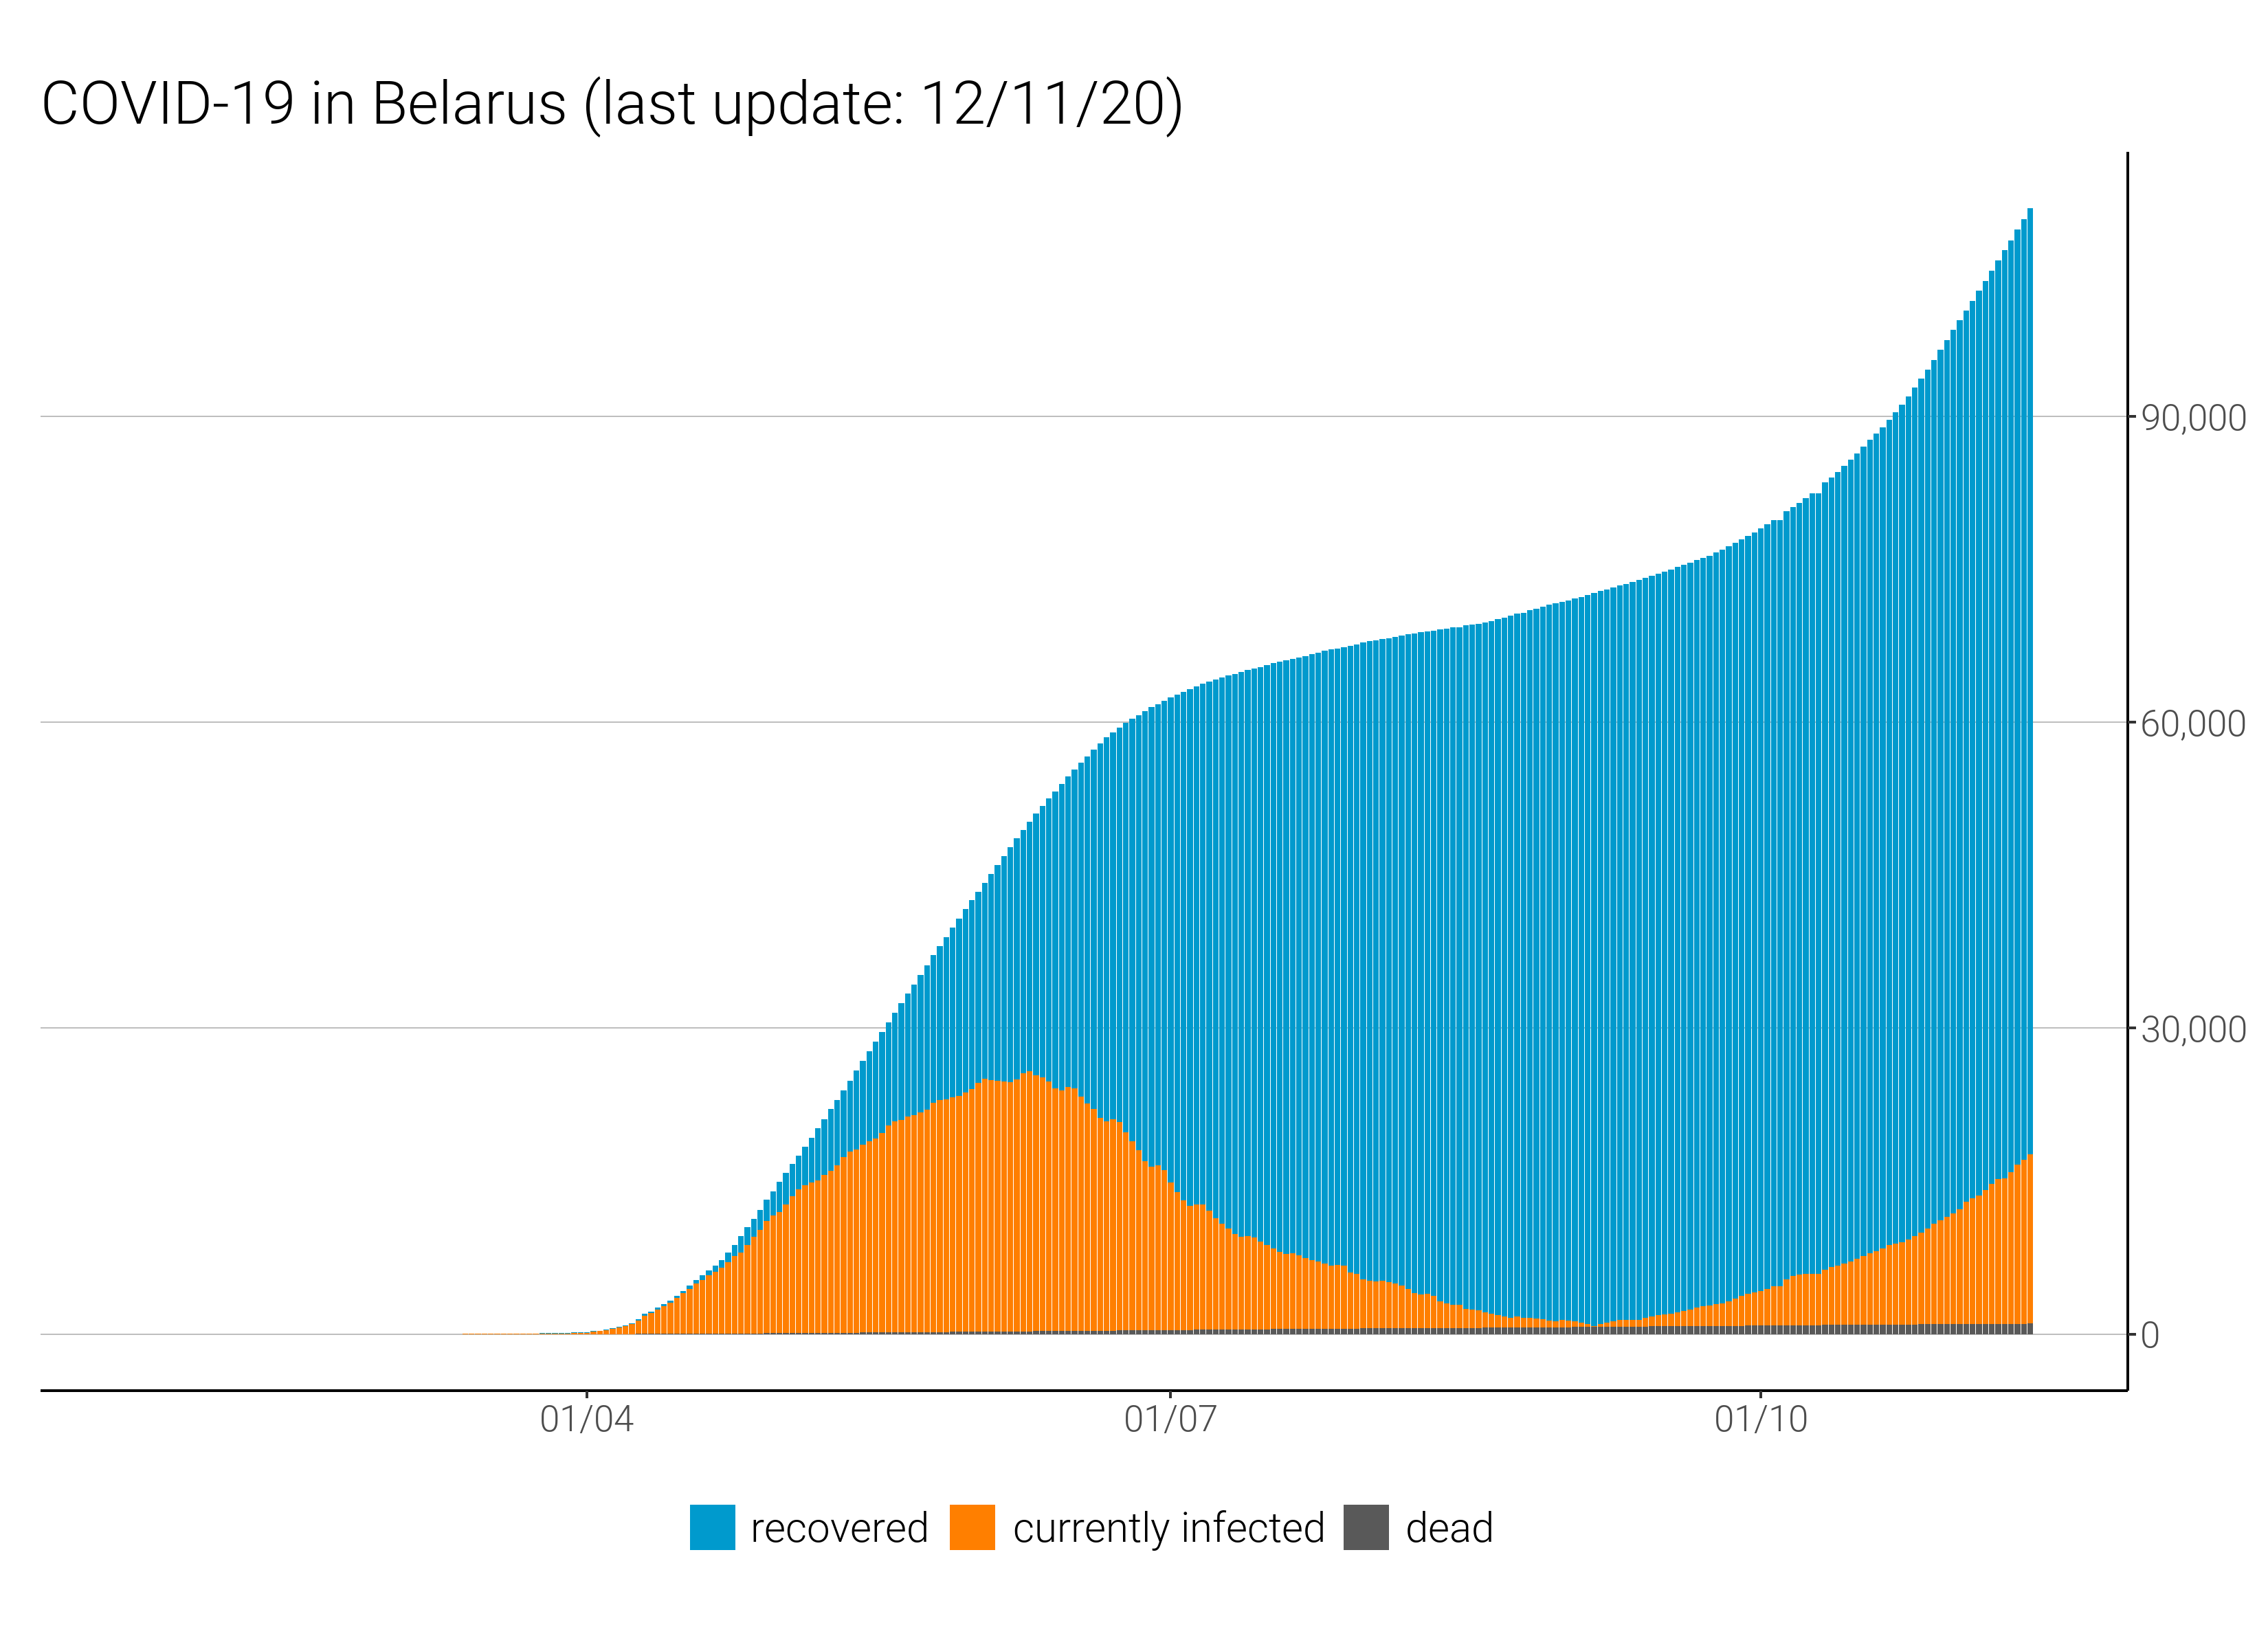 COVID-19 in Belarus (last update: 12/11/20)
90,000
60,000
30,000
0
01/04 01/07 01/10
recovered currently infected dead